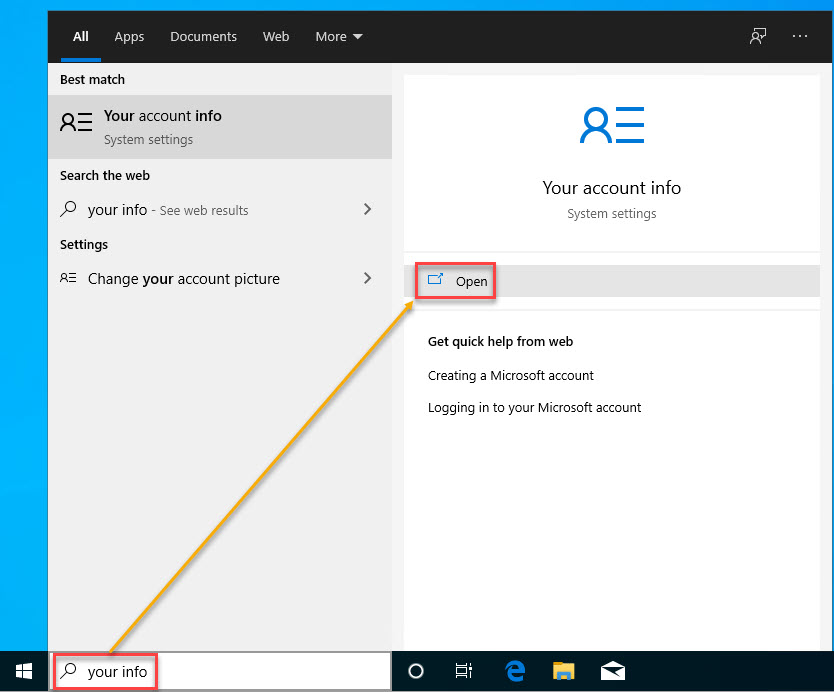 All Apps Documents Web More
Best match
Your account info
System settings
Search the web
your info - See web results
Settings
Change your account picture
Your account info
System settings
Open
Get quick help from web
Creating a Microsoft account
Logging in to your Microsoft account
your info